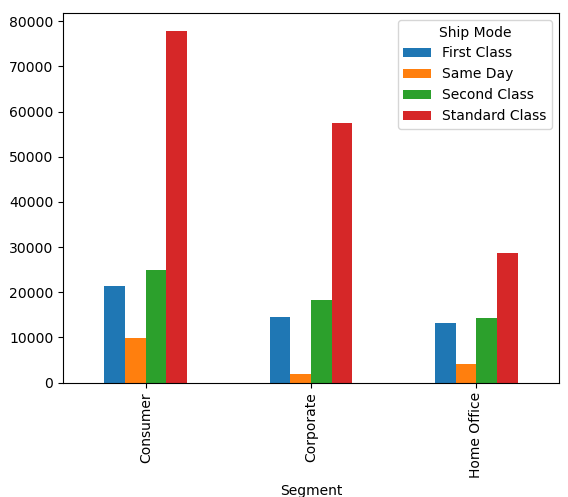 80000
70000
60000
50000
40000
30000
20000
10000
0
Ship Mode
First Class
Same Day
Second Class
Standard Class
Consumer
Corporate
Home Office
Segment